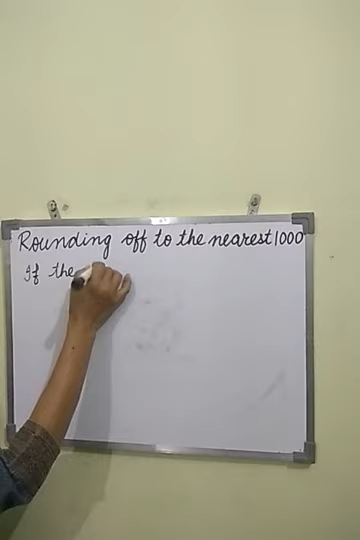 Rounding off to the nearest 1000
If the